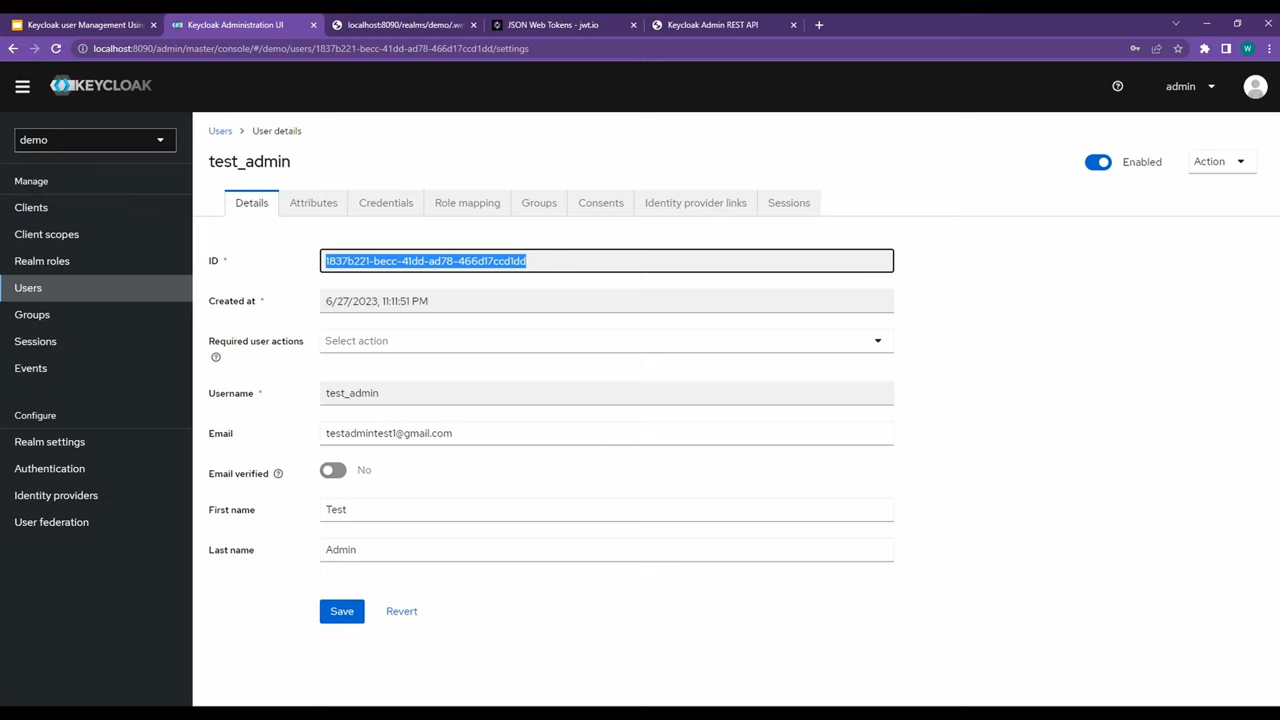 Keycloak user Management Usin
Keycloak Administration UI
localhost:8090/realms/demo/.we
JSON Web Tokens - jwt.io
Keycloak Admin REST API
localhost:8090/admin/master/console/#/demo/users/1837b221-becc-41dd-ad78-466d17ccd1dd/settings
W
KEYCLOAK
admin
demo
Manage
Clients
Client scopes
Realm roles
Users
Groups
Sessions
Events
Configure
Realm settings
Authentication
Identity providers
User federation
Users > User details
test_admin
Enabled
Action
Details
Attributes
Credentials
Role mapping
Groups
Consents
Identity provider links
Sessions
ID *
1837b221-becc-41dd-ad78-466d17ccd1dd
Created at *
6/27/2023, 11:11:51 PM
Required user actions
Select action
Username *
test_admin
Email
testadmintest1@gmail.com
Email verified
No
First name
Test
Last name
Admin
Save
Revert